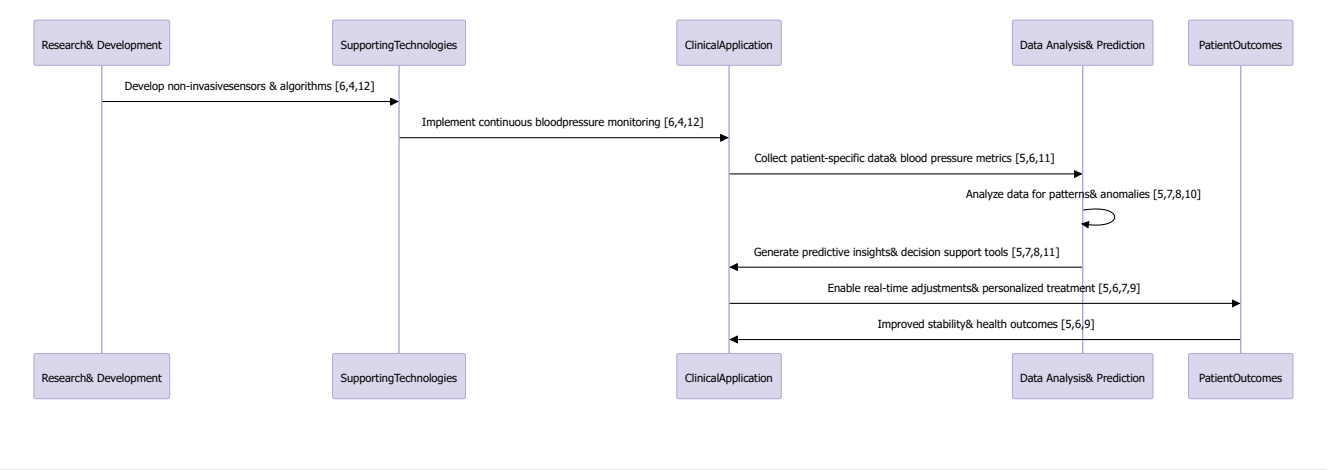 Research& Development
SupportingTechnologies
ClinicalApplication
Data Analysis& Prediction
PatientOutcomes
Develop non-invasivesensors & algorithms [6,4,12]
Implement continuous bloodpressure monitoring [6,4,12]
Collect patient-specific data& blood pressure metrics [5,6,11]
Analyze data for patterns& anomalies [5,7,8,10]
Generate predictive insights& decision support tools [5,7,8,11]
Enable real-time adjustments& personalized treatment [5,6,7,9]
Improved stability& health outcomes [5,6,9]
Research& Development
SupportingTechnologies
ClinicalApplication
Data Analysis& Prediction
PatientOutcomes